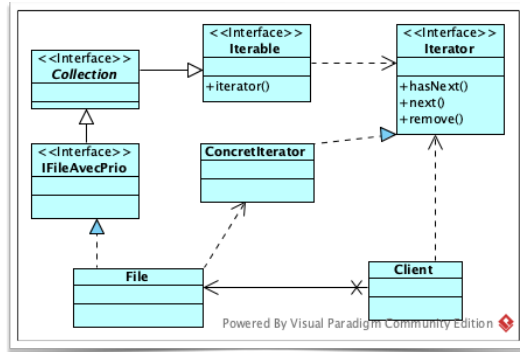 <<Interface>>
Iterable
+iterator()
<<Interface>>
Iterator
+hasNext()
+next()
+remove()
<<Interface>>
Collection
<<Interface>>
IFileAvecPrio
ConcretIterator
File
Client
Powered By Visual Paradigm Community Edition